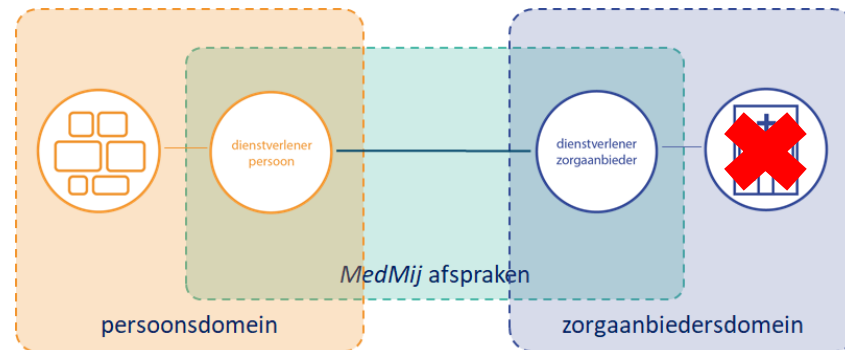 dienstverlener
persoon
dienstverlener
zorgaanbieder
MedMij afspraken
persoonsdomein
zorgaanbiedersdomein